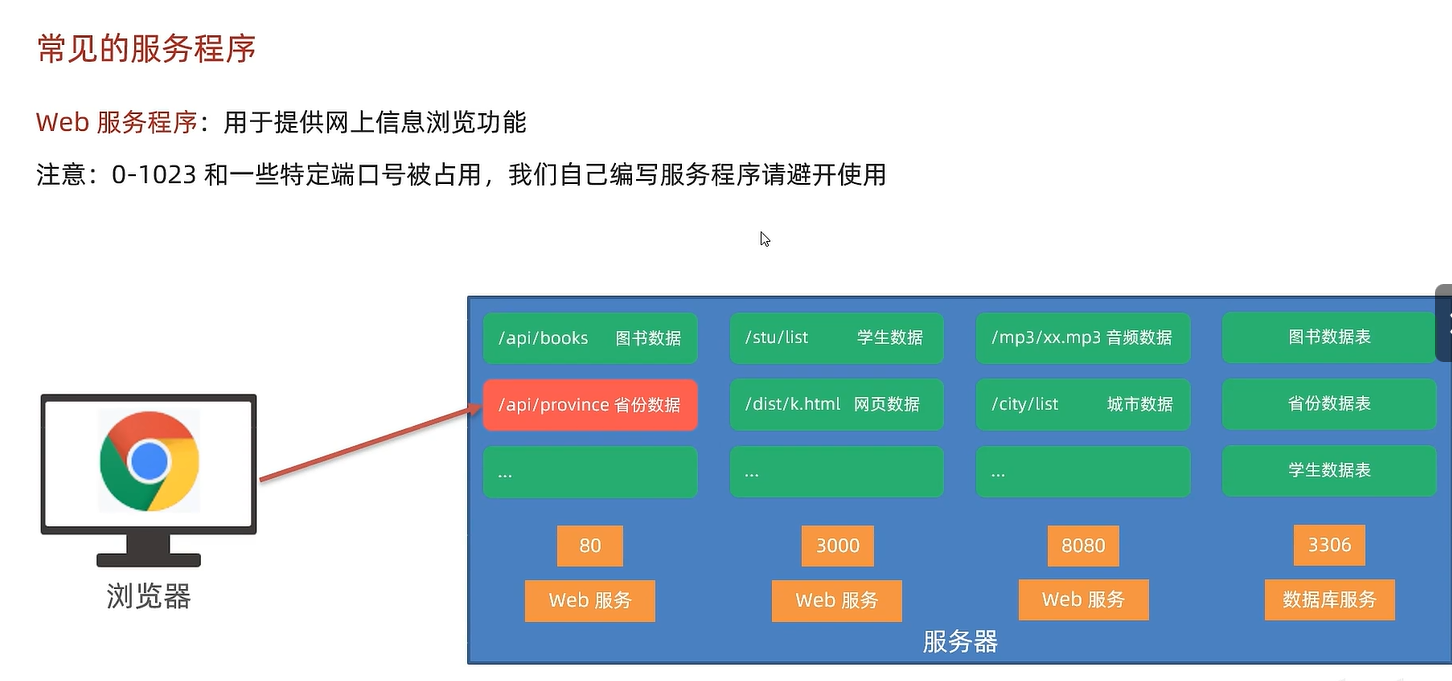 常见的服务程序
Web 服务程序：用于提供网上信息浏览功能
注意：0-1023 和一些特定端口号被占用，我们自己编写服务程序请避开使用
/api/books 图书数据
/stu/list 学生数据
/mp3/xx.mp3 音频数据
图书数据表
/api/province 省份数据
/dist/k.html 网页数据
/city/list 城市数据
省份数据表
...
...
...
学生数据表
80
3000
8080
3306
Web 服务
Web 服务
Web 服务
数据库服务
浏览器
服务器